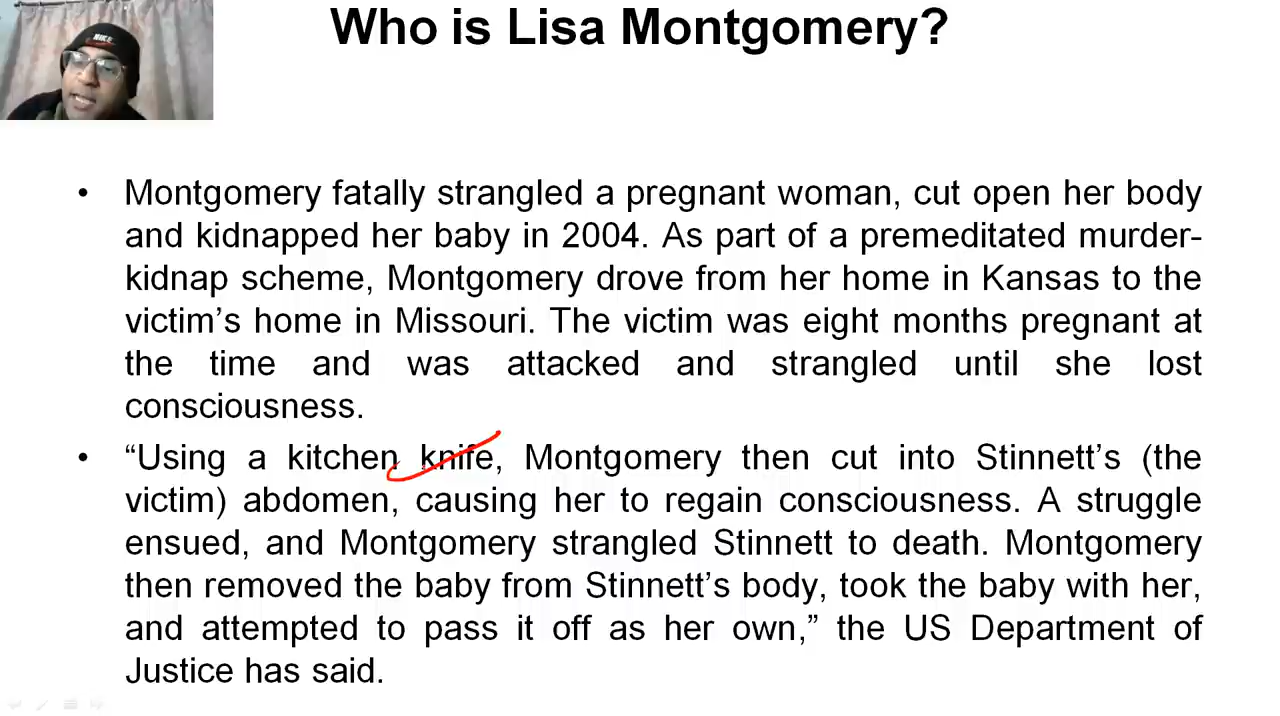 Who is Lisa Montgomery?
NIKE
• Montgomery fatally strangled a pregnant woman, cut open her body
and kidnapped her baby in 2004. As part of a premeditated murder-
kidnap scheme, Montgomery drove from her home in Kansas to the
victim’s home in Missouri. The victim was eight months pregnant at
the time and was attacked and strangled until she lost
consciousness.
• “Using a kitchen knife, Montgomery then cut into Stinnett’s (the
victim) abdomen, causing her to regain consciousness. A struggle
ensued, and Montgomery strangled Stinnett to death. Montgomery
then removed the baby from Stinnett’s body, took the baby with her,
and attempted to pass it off as her own,” the US Department of
Justice has said.